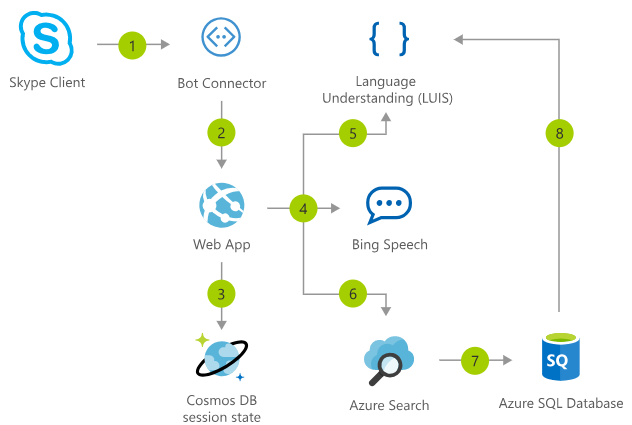 S
1
Skype Client
Bot Connector
{ }
Language
Understanding (LUIS)
2
5
8
Web App
4
Bing Speech
3
6
Cosmos DB
session state
Azure Search
7
SQ
Azure SQL Database